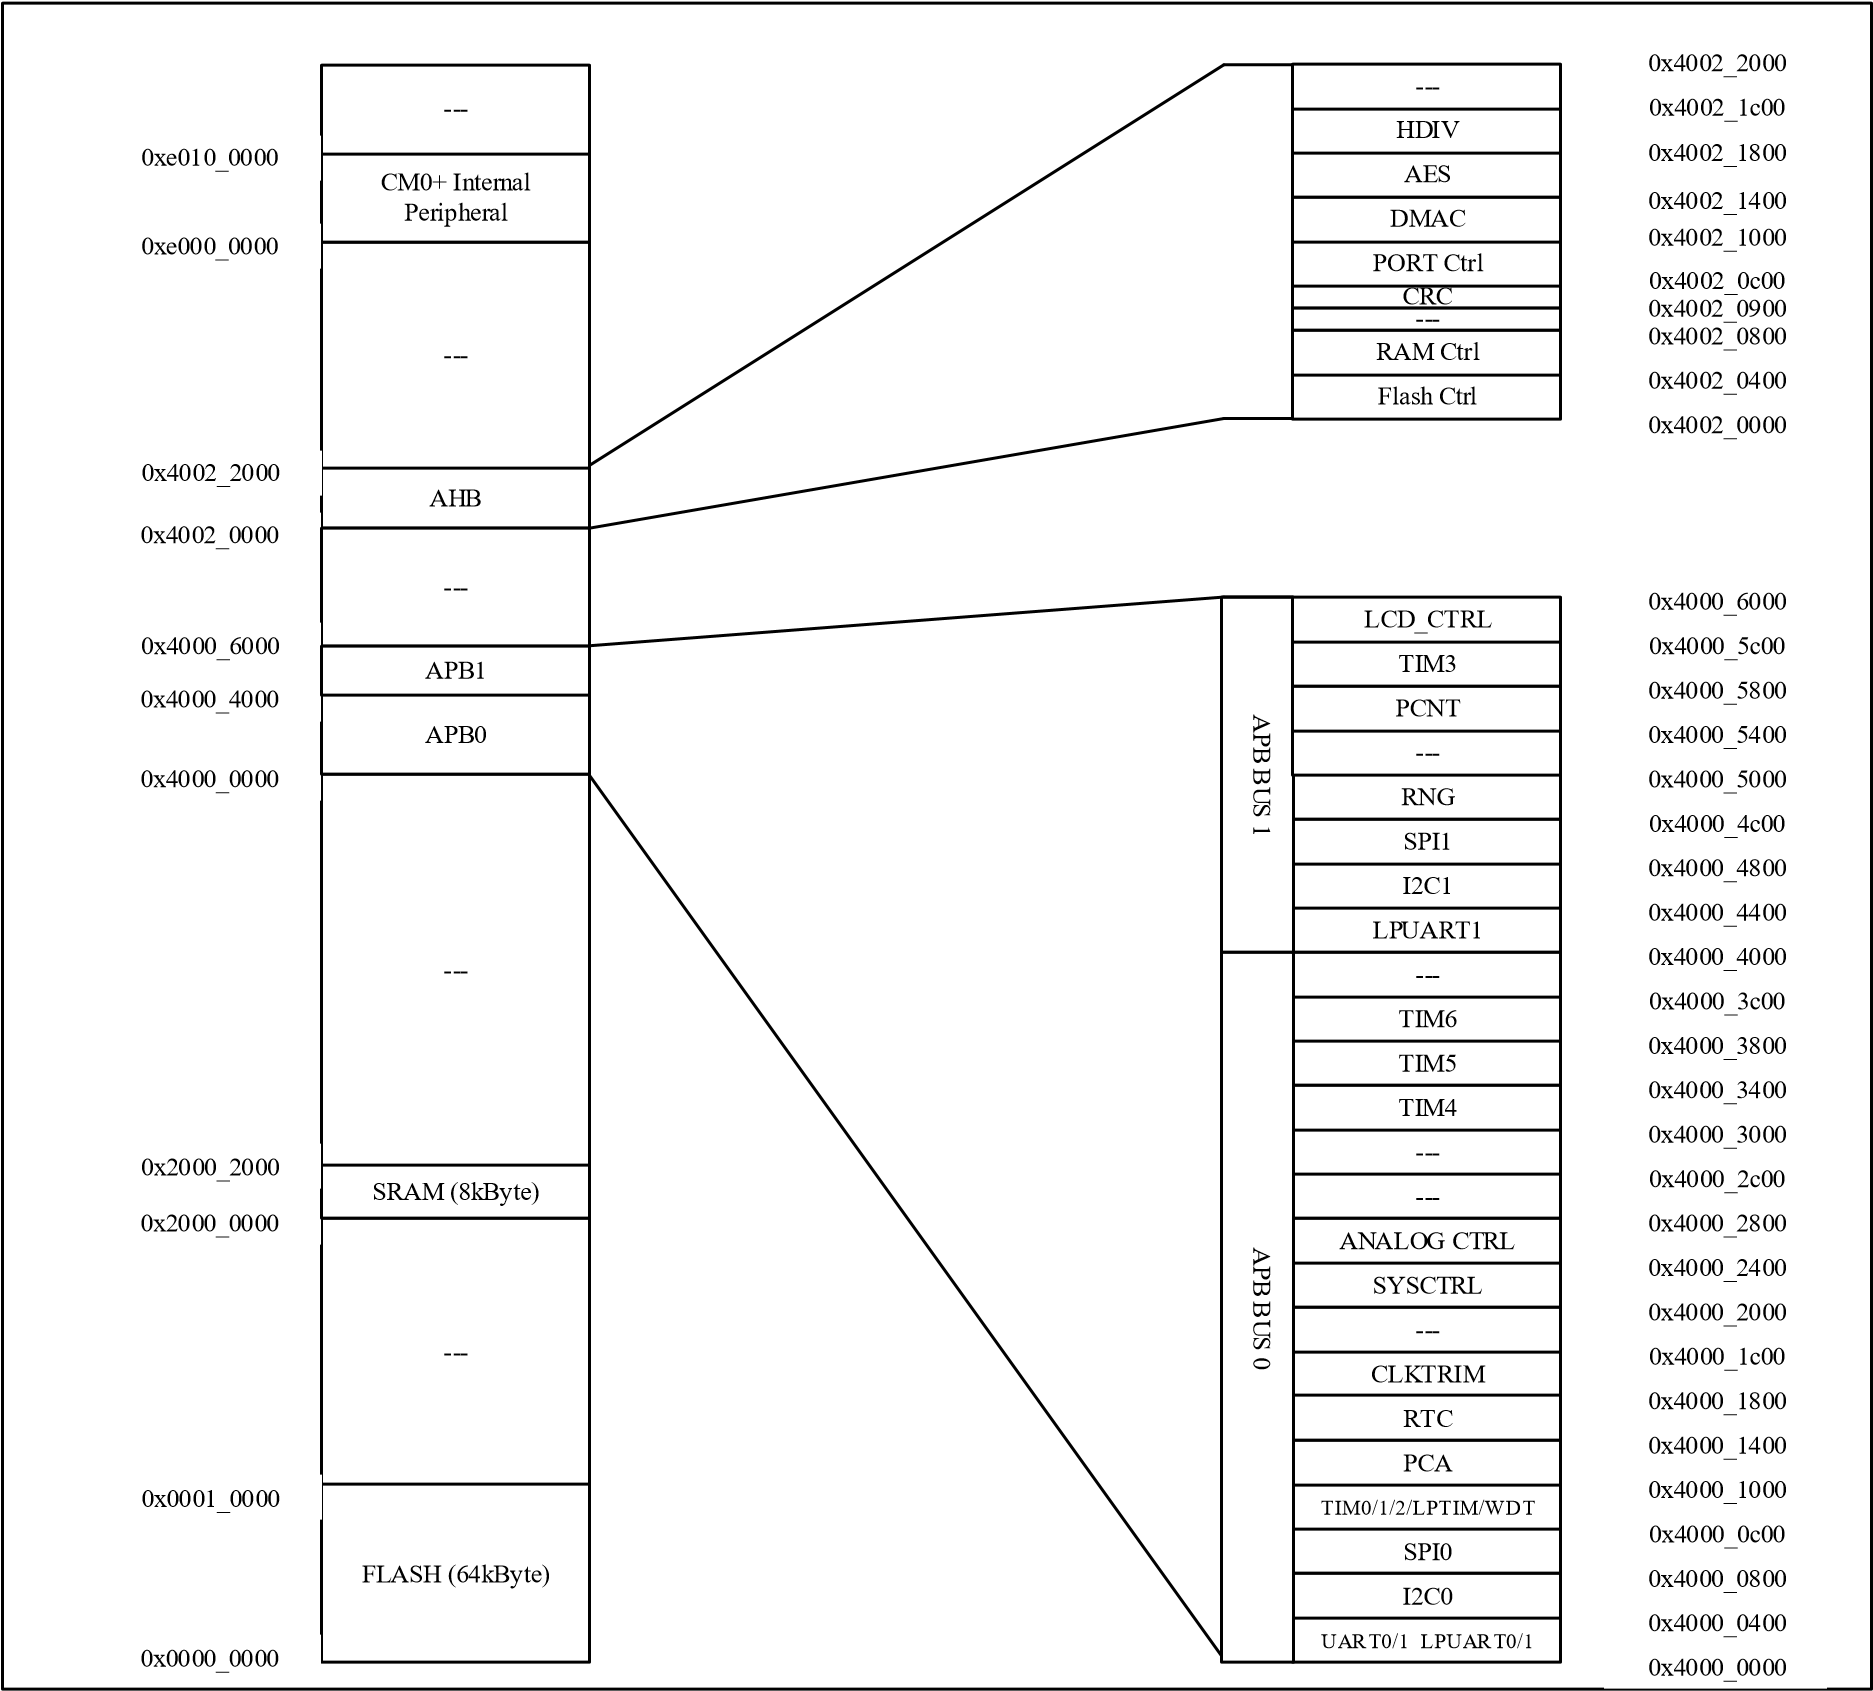 ---
0xe010_0000
CM0+ Internal
Peripheral
0xe000_0000
---
0x4002_2000
AHB
0x4002_0000
---
0x4000_6000
APB1
0x4000_4000
APB0
0x4000_0000
---
0x2000_2000
SRAM (8kByte)
0x2000_0000
---
0x0001_0000
FLASH (64kByte)
0x0000_0000
0x4002_2000
---
0x4002_1c00
HDIV
0x4002_1800
AES
0x4002_1400
DMAC
0x4002_1000
PORT Ctrl
0x4002_0c00
CRC
0x4002_0900
---
0x4002_0800
RAM Ctrl
0x4002_0400
Flash Ctrl
0x4002_0000
APB BUS 1
0x4000_6000
LCD_CTRL
0x4000_5c00
TIM3
0x4000_5800
PCNT
0x4000_5400
---
0x4000_5000
RNG
0x4000_4c00
SPI1
0x4000_4800
I2C1
0x4000_4400
LPUART1
0x4000_4000
APB BUS 0
---
0x4000_3c00
TIM6
0x4000_3800
TIM5
0x4000_3400
TIM4
0x4000_3000
---
0x4000_2c00
---
0x4000_2800
ANALOG CTRL
0x4000_2400
SYSCTRL
0x4000_2000
---
0x4000_1c00
CLKTRIM
0x4000_1800
RTC
0x4000_1400
PCA
0x4000_1000
TIM0/1/2/LPTIM/WDT
0x4000_0c00
SPI0
0x4000_0800
I2C0
0x4000_0400
UART0/1 LPUART0/1
0x4000_0000